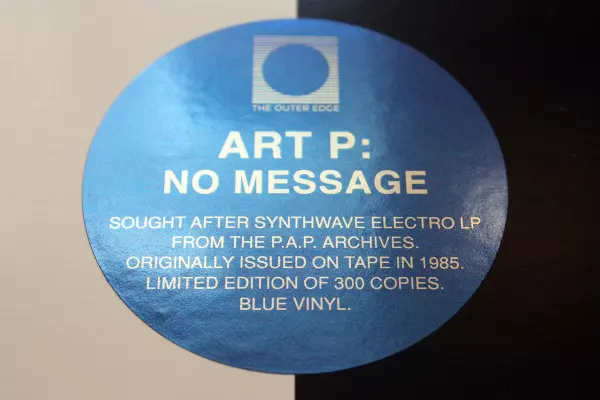 THE OUTER EDGE
ART P:
NO MESSAGE
SOUGHT AFTER SYNTHWAVE ELECTRO LP
FROM THE P.A.P. ARCHIVES.
ORIGINALLY ISSUED ON TAPE IN 1985.
LIMITED EDITION OF 300 COPIES.
BLUE VINYL.